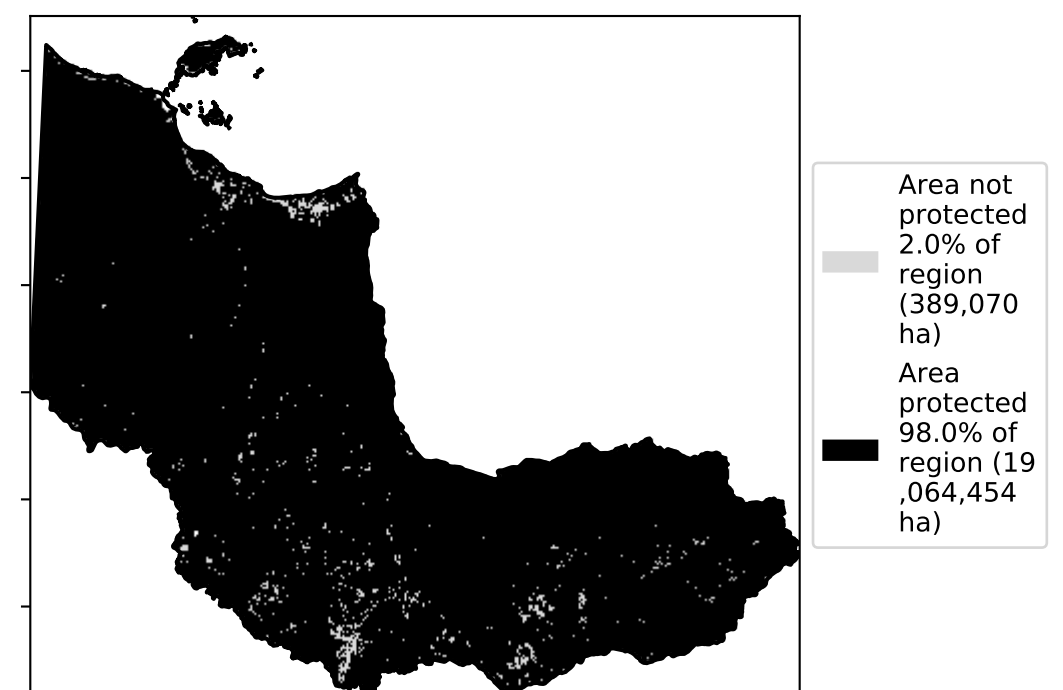 Area not
protected
2.0% of
region
(389,070
ha)
Area
protected
98.0% of
region (19
,064,454
ha)